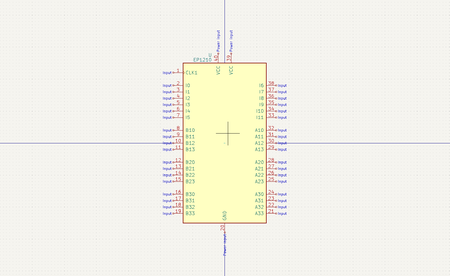 Power input Power input
40 39
EP1210
VCC VCC
Input 1 CLK1
Input 2 I0 I6 38 Input
Input 3 I1 I7 37 Input
Input 4 I2 I8 36 Input
Input 5 I3 I9 35 Input
Input 6 I4 I10 34 Input
Input 7 I5 I11 33 Input
Input 8 B10 A10 32 Input
Input 9 B11 A11 31 Input
Input 10 B12 A12 30 Input
Input 11 B13 A13 29 Input
Input 12 B20 A20 28 Input
Input 13 B21 A21 27 Input
Input 14 B22 A22 26 Input
Input 15 B23 A23 25 Input
Input 16 B30 A30 24 Input
Input 17 B31 A31 23 Input
Input 18 B32 A32 22 Input
Input 19 B33 A33 21 Input
GND
20
Power input